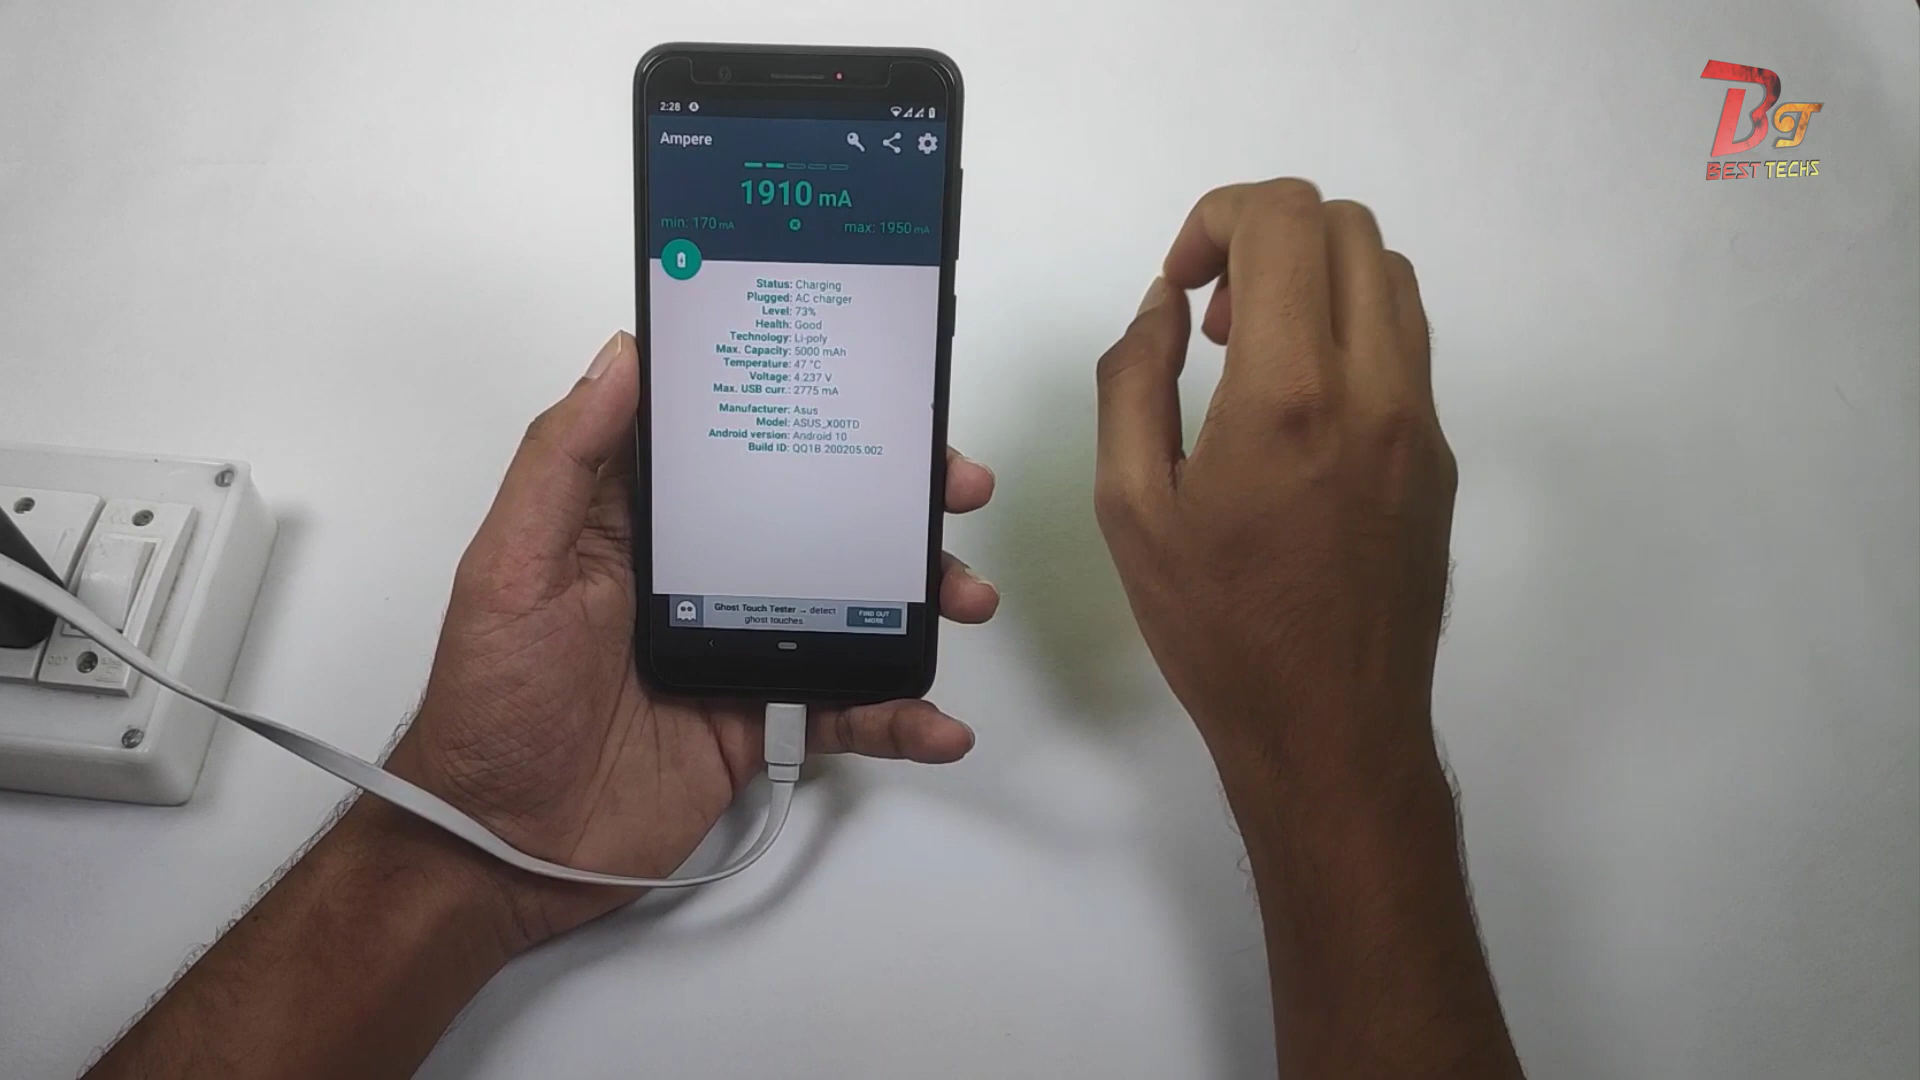 2:28
Ampere
1910 mA
min: 170 mA
max: 1950 mA
Status: Charging
Plugged: AC charger
Level: 73%
Health: Good
Technology: Li-poly
Max. Capacity: 5000 mAh
Temperature: 47 °C
Voltage: 4.237 V
Max. USB curr.: 2775 mA
Manufacturer: Asus
Model: ASUS_X00TD
Android version: Android 10
Build ID: QQ1B.200205.002
Ghost Touch Tester → detect
ghost touches.
FIND OUT
MORE
BT
BEST TECHS